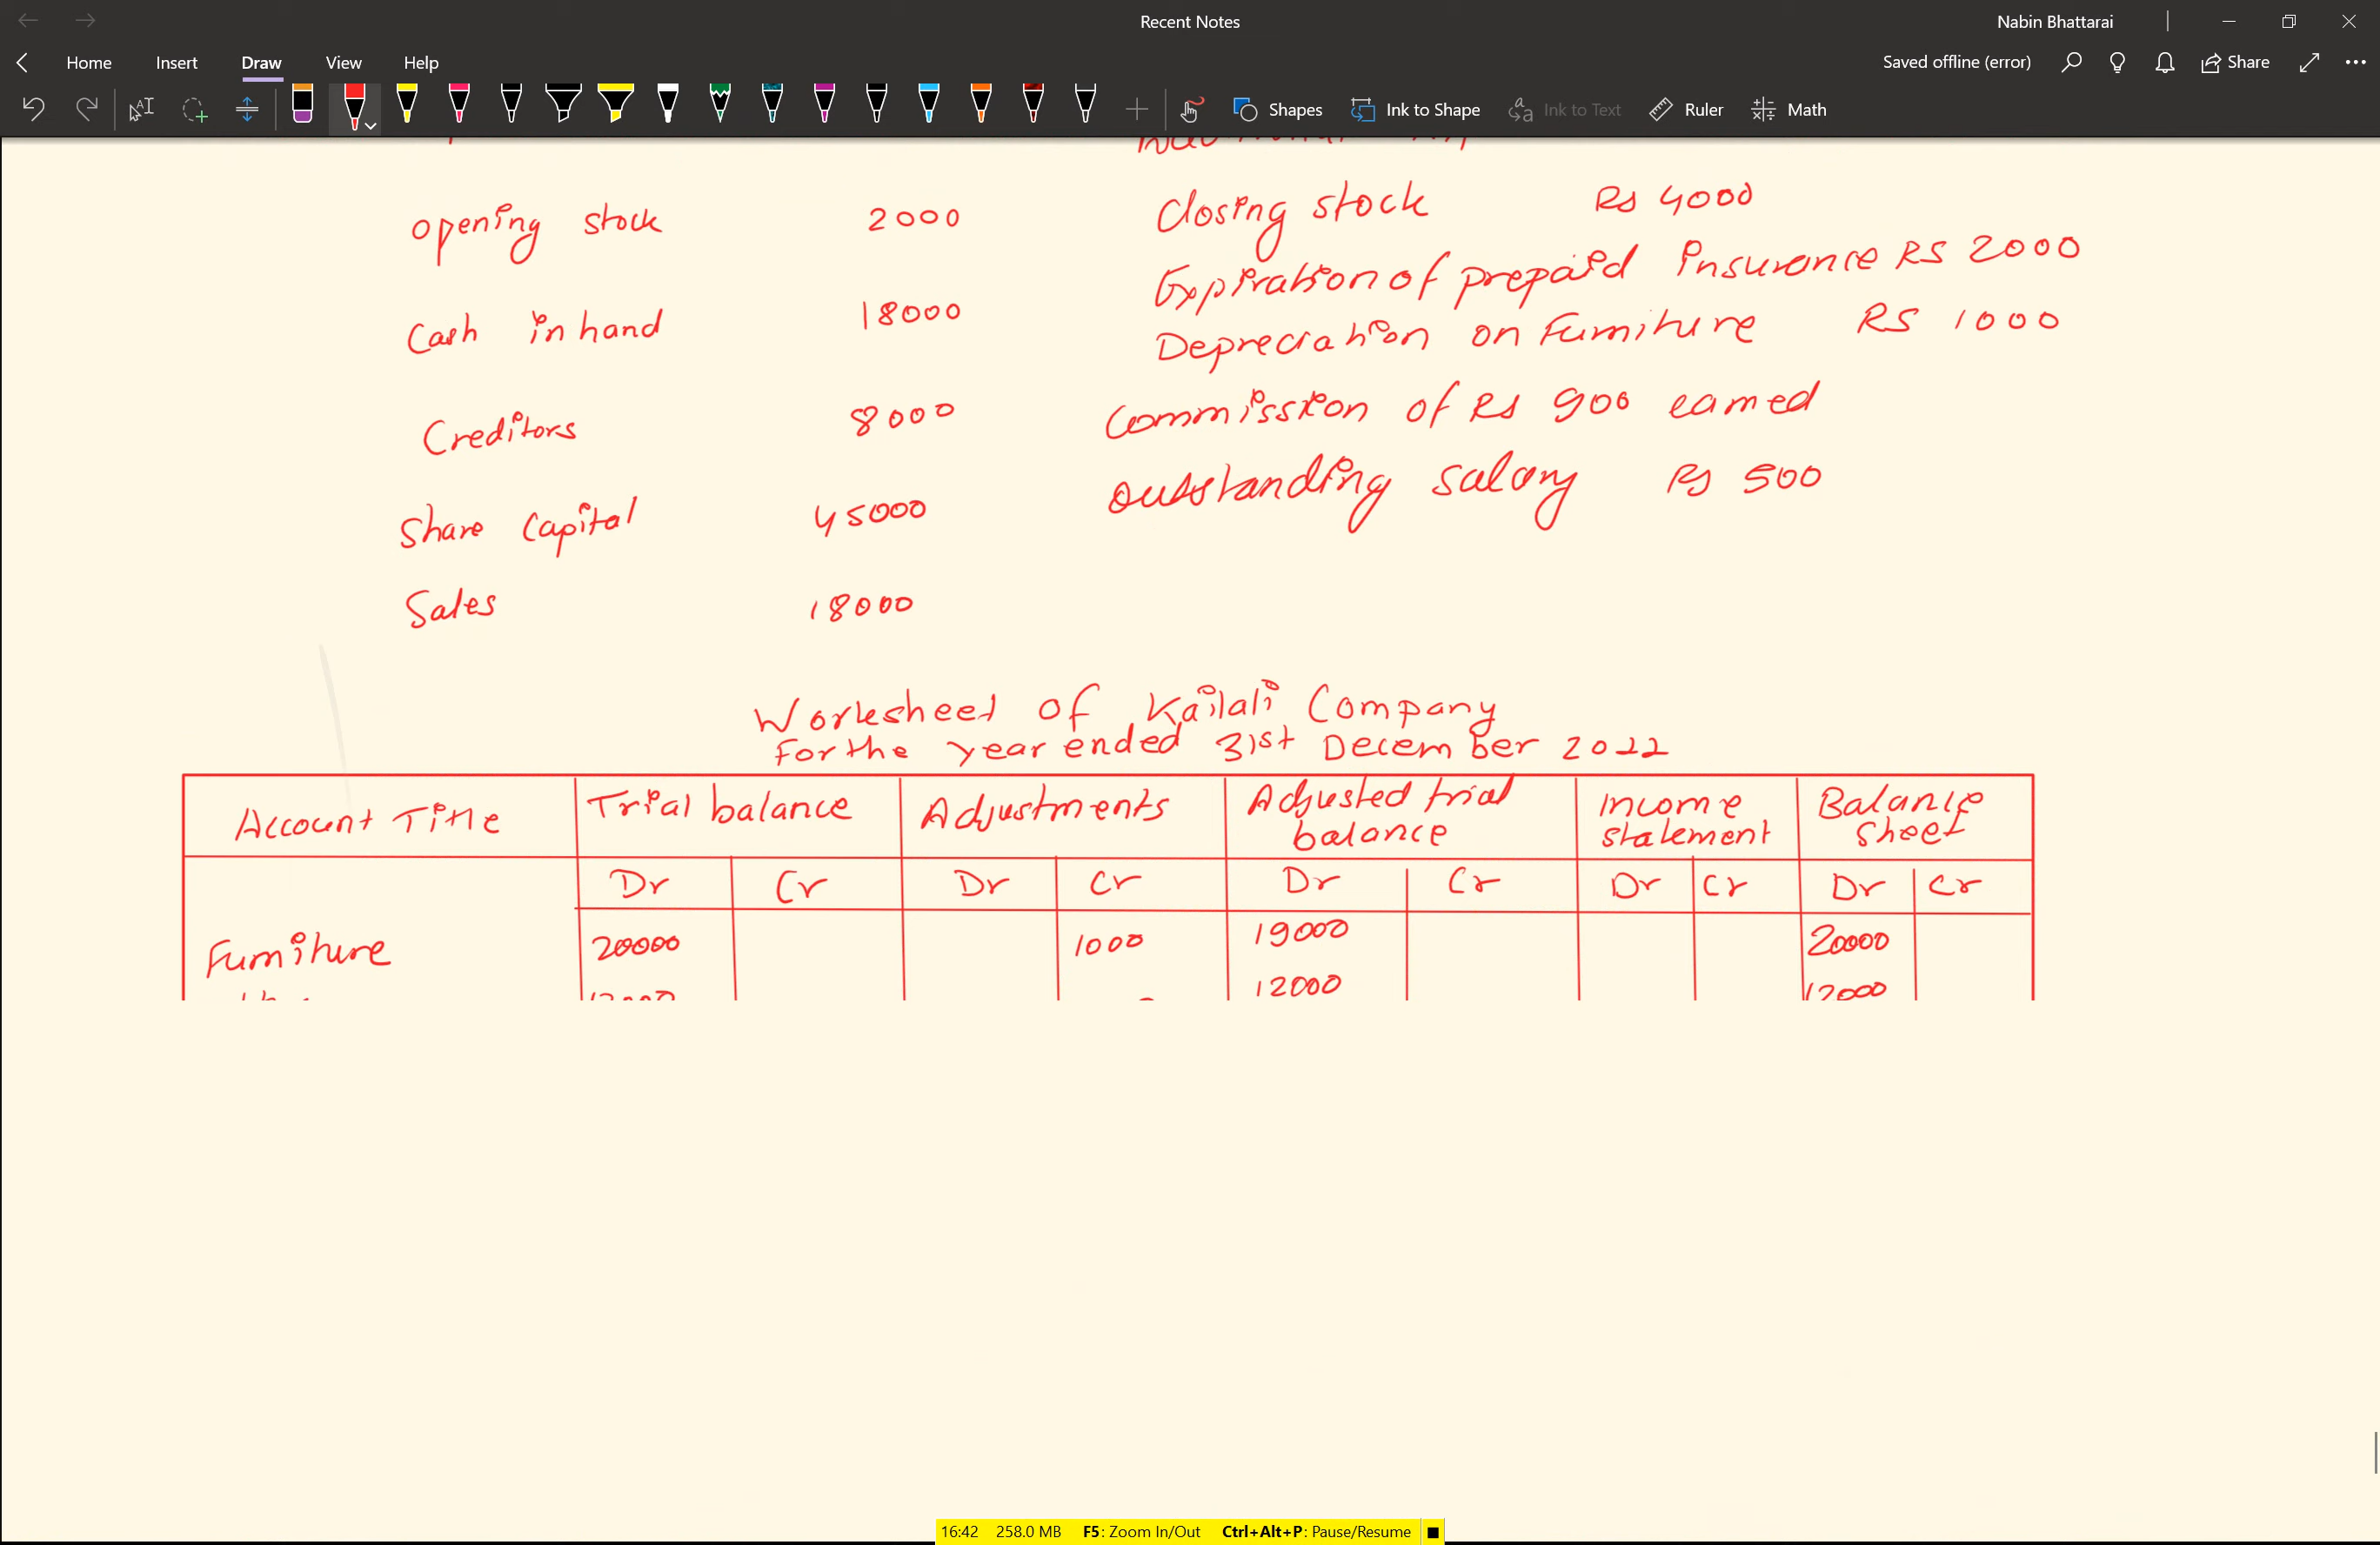 Recent Notes
Nabin Bhattarai
Home Insert Draw View Help
Saved offline (error) Share
Shapes Ink to Shape Ink to Text Ruler Math
opening stock 2000
Cash in hand 18000
Creditors 8000
Share Capital 45000
Sales 18000
Closing stock Rs 4000
Expiration of prepaid insurance RS 2000
Depreciation on Furniture RS 1000
Commission of Rs 900 earned
outstanding salary Rs 500
Worksheet of Kailali Company
For the year ended 31st December 2022
Account Title Trial balance Adjustments Adjusted trial balance Income statement Balance sheet
Dr Cr Dr Cr Dr Cr Dr Cr Dr Cr
Furniture 20000 1000 19000 20000
12000 12000
16:42 258.0 MB F5: Zoom In/Out Ctrl+Alt+P: Pause/Resume